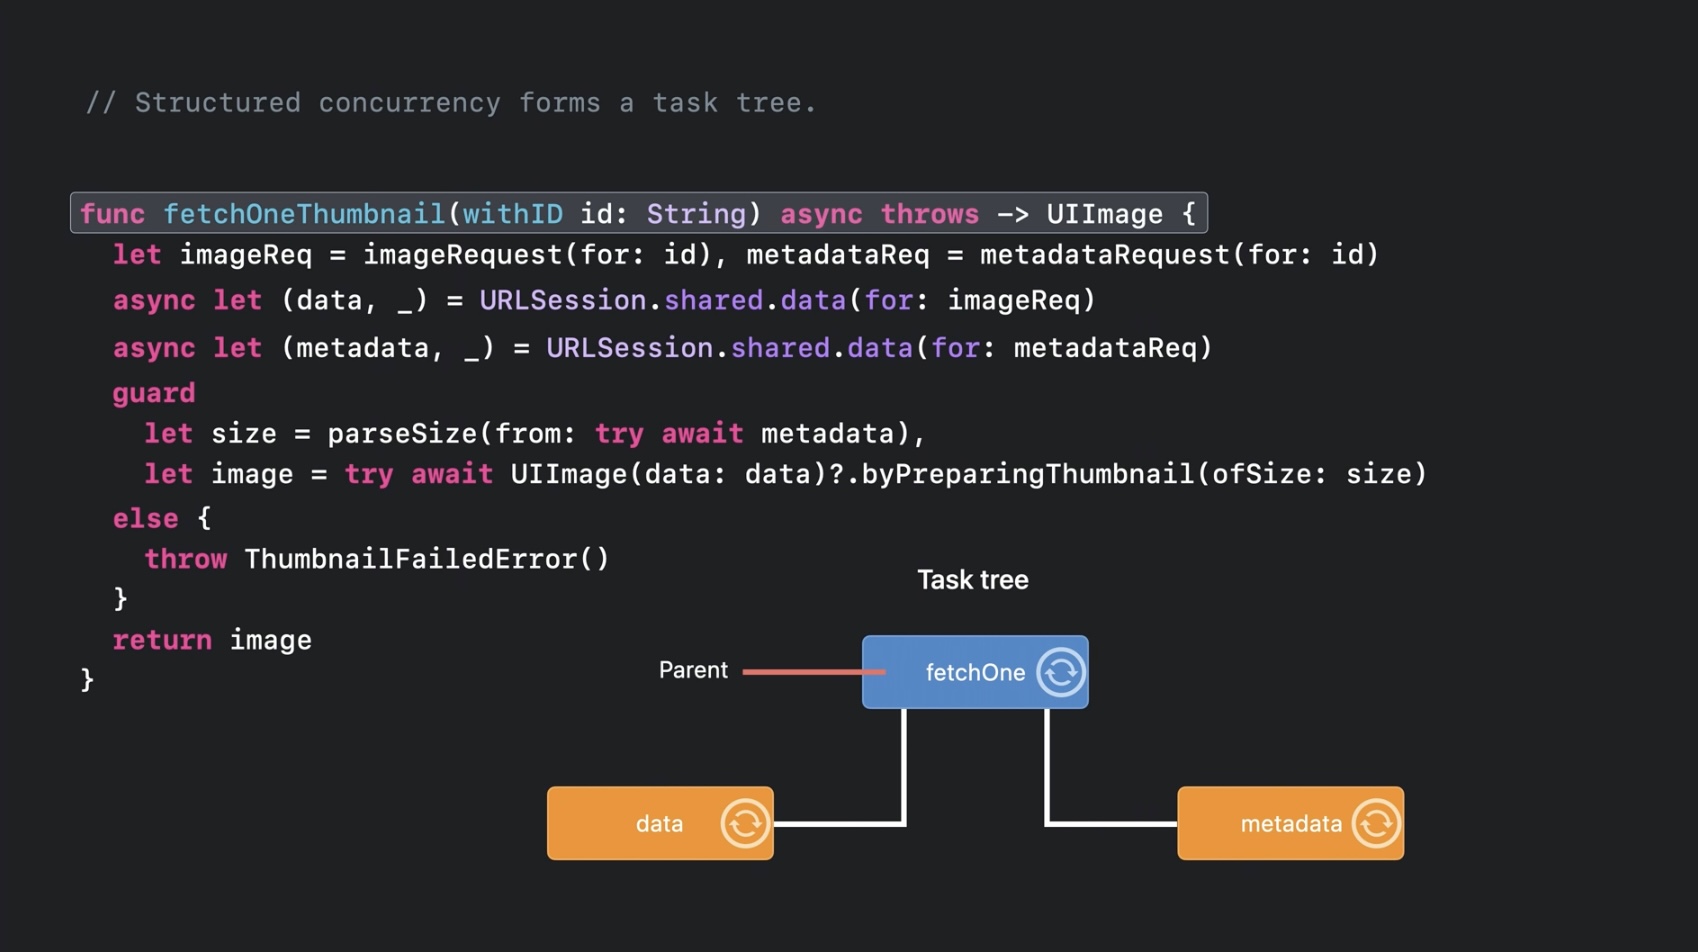 // Structured concurrency forms a task tree.
func fetchOneThumbnail(withID id: String) async throws -> UIImage {
let imageReq = imageRequest(for: id), metadataReq = metadataRequest(for: id)
async let (data, _) = URLSession.shared.data(for: imageReq)
async let (metadata, _) = URLSession.shared.data(for: metadataReq)
guard
let size = parseSize(from: try await metadata),
let image = try await UIImage(data: data)?.byPreparingThumbnail(ofSize: size)
else {
throw ThumbnailFailedError()
}
return image
}
Task tree
Parent
fetchOne
data
metadata